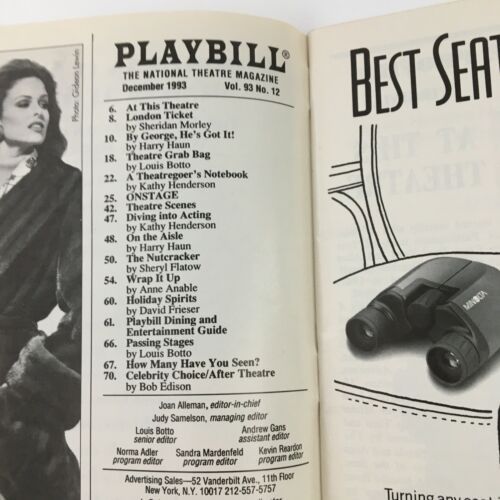 Photo: Gideon Lewin
PLAYBILL®
THE NATIONAL THEATRE MAGAZINE
December 1993 Vol. 93 No. 12
6. At This Theatre
8. London Ticket
by Sheridan Morley
10. By George, He's Got It!
by Harry Haun
18. Theatre Grab Bag
by Louis Botto
22. A Theatregoer's Notebook
by Kathy Henderson
25. ONSTAGE
42. Theatre Scenes
47. Diving into Acting
by Kathy Henderson
48. On the Aisle
by Harry Haun
50. The Nutcracker
by Sheryl Flatow
54. Wrap It Up
by Anne Anable
60. Holiday Spirits
by David Frieser
61. Playbill Dining and
Entertainment Guide
66. Passing Stages
by Louis Botto
67. How Many Have You Seen?
70. Celebrity Choice/After Theatre
by Bob Edison
Joan Alleman, editor-in-chief
Judy Samelson, managing editor
Louis Botto Andrew Gans
senior editor assistant editor
Norma Adler Sandra Mardenfeld Kevin Reardon
program editor program editor program editor
Advertising Sales—52 Vanderbilt Ave., 11th Floor
New York, N.Y. 10017 212-557-5757
BEST SEAT
MINOLTA
Turning any seat